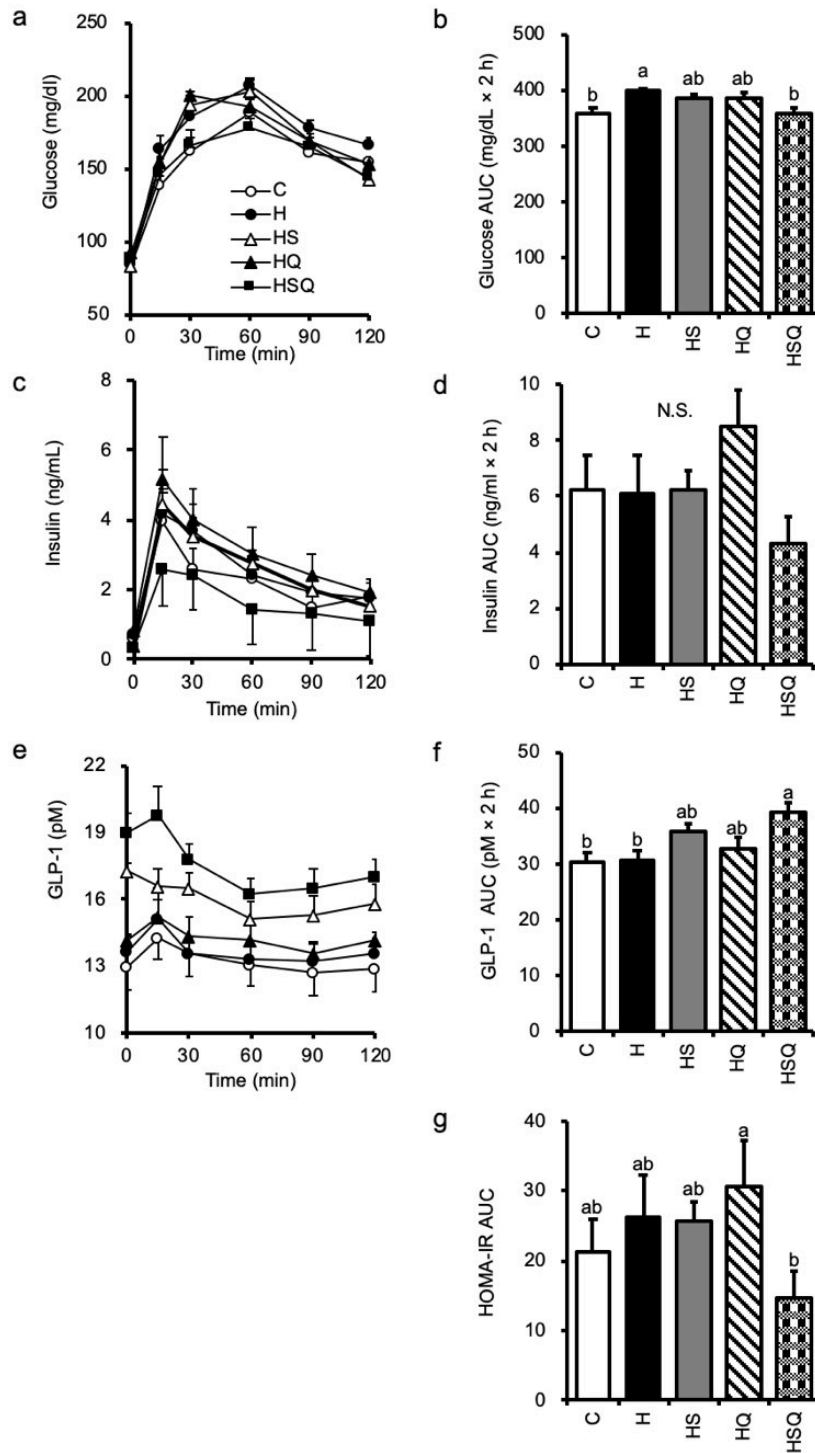 a
250
200
150
100
50
Glucose (mg/dl)
C
H
HS
HQ
HSQ
0 30 60 90 120
Time (min)
b
500
400
300
200
100
0
Glucose AUC (mg/dL × 2 h)
b a ab ab b
C H HS HQ HSQ
c
8
6
4
2
0
Insulin (ng/mL)
0 30 60 90 120
Time (min)
d
10
8
6
4
2
0
Insulin AUC (ng/ml × 2 h)
N.S.
C H HS HQ HSQ
e
22
19
16
13
10
GLP-1 (pM)
0 30 60 90 120
Time (min)
f
50
40
30
20
10
0
GLP-1 AUC (pM × 2 h)
b b ab ab a
C H HS HQ HSQ
g
40
30
20
10
0
HOMA-IR AUC
ab ab ab a b
C H HS HQ HSQ